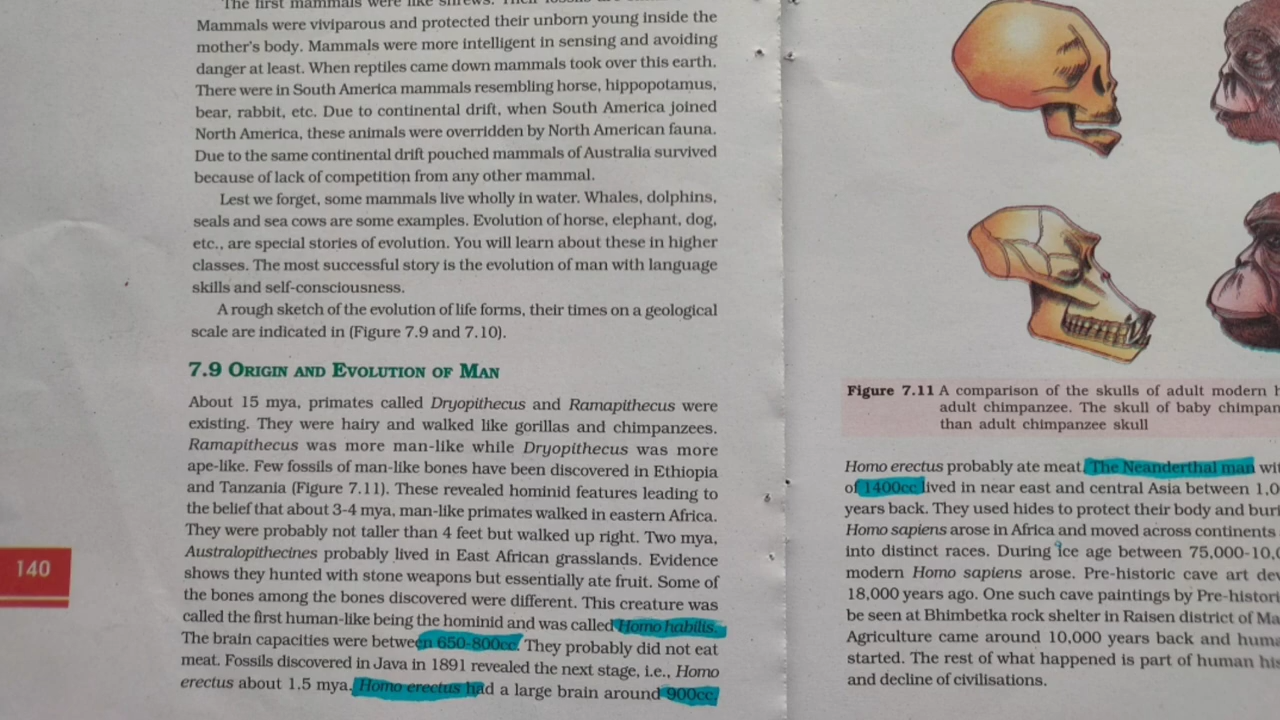 The first mammals were like shrews. Their fossils are
Mammals were viviparous and protected their unborn young inside the
mother's body. Mammals were more intelligent in sensing and avoiding
danger at least. When reptiles came down mammals took over this earth.
There were in South America mammals resembling horse, hippopotamus,
bear, rabbit, etc. Due to continental drift, when South America joined
North America, these animals were overridden by North American fauna.
Due to the same continental drift pouched mammals of Australia survived
because of lack of competition from any other mammal.
Lest we forget, some mammals live wholly in water. Whales, dolphins,
seals and sea cows are some examples. Evolution of horse, elephant, dog,
etc., are special stories of evolution. You will learn about these in higher
classes. The most successful story is the evolution of man with language
skills and self-consciousness.
A rough sketch of the evolution of life forms, their times on a geological
scale are indicated in (Figure 7.9 and 7.10).
7.9 ORIGIN AND EVOLUTION OF MAN
About 15 mya, primates called Dryopithecus and Ramapithecus were
existing. They were hairy and walked like gorillas and chimpanzees.
Ramapithecus was more man-like while Dryopithecus was more
ape-like. Few fossils of man-like bones have been discovered in Ethiopia
and Tanzania (Figure 7.11). These revealed hominid features leading to
the belief that about 3-4 mya, man-like primates walked in eastern Africa.
They were probably not taller than 4 feet but walked up right. Two mya,
Australopithecines probably lived in East African grasslands. Evidence
shows they hunted with stone weapons but essentially ate fruit. Some of
the bones among the bones discovered were different. This creature was
called the first human-like being the hominid and was called Homo habilis.
The brain capacities were between 650-800cc. They probably did not eat
meat. Fossils discovered in Java in 1891 revealed the next stage, i.e., Homo
erectus about 1.5 mya. Homo erectus had a large brain around 900cc.
140
Figure 7.11 A comparison of the skulls of adult modern
adult chimpanzee. The skull of baby
than adult chimpanzee skull
Homo erectus probably ate meat. The Neanderthal man
of 1400cc lived in near east and central Asia between
years back. They used hides to protect their body and
Homo sapiens arose in Africa and moved across continents
into distinct races. During ice age between
modern Homo sapiens arose. Pre-historic cave art
18,000 years ago. One such cave paintings by
be seen at Bhimbetka rock shelter in Raisen district of
Agriculture came around 10,000 years back and
started. The rest of what happened is part of human
and decline of civilisations.